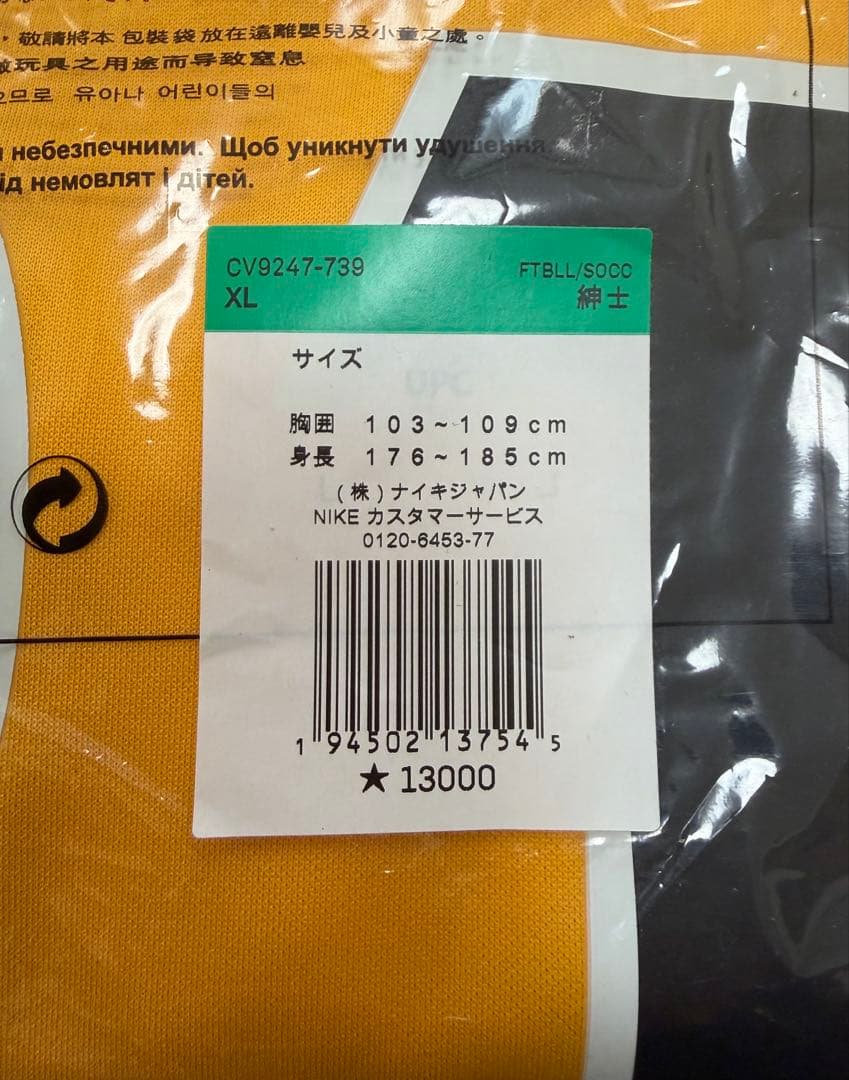 ，敬請將本 包裝袋 放在遠離嬰兒及小童之處。
做玩具之用途而导致窒息
으므로 유아나 어린이들의
небезпечними. Щоб уникнути удушення
від немовлят і дітей.
CV9247-739 FTBLL/SOCC
XL 紳士
サイズ
胸囲 103~109cm
身長 176~185cm
(株)ナイキジャパン
NIKE カスタマーサービス
0120-6453-77
1 94502 13754 5
★ 13000